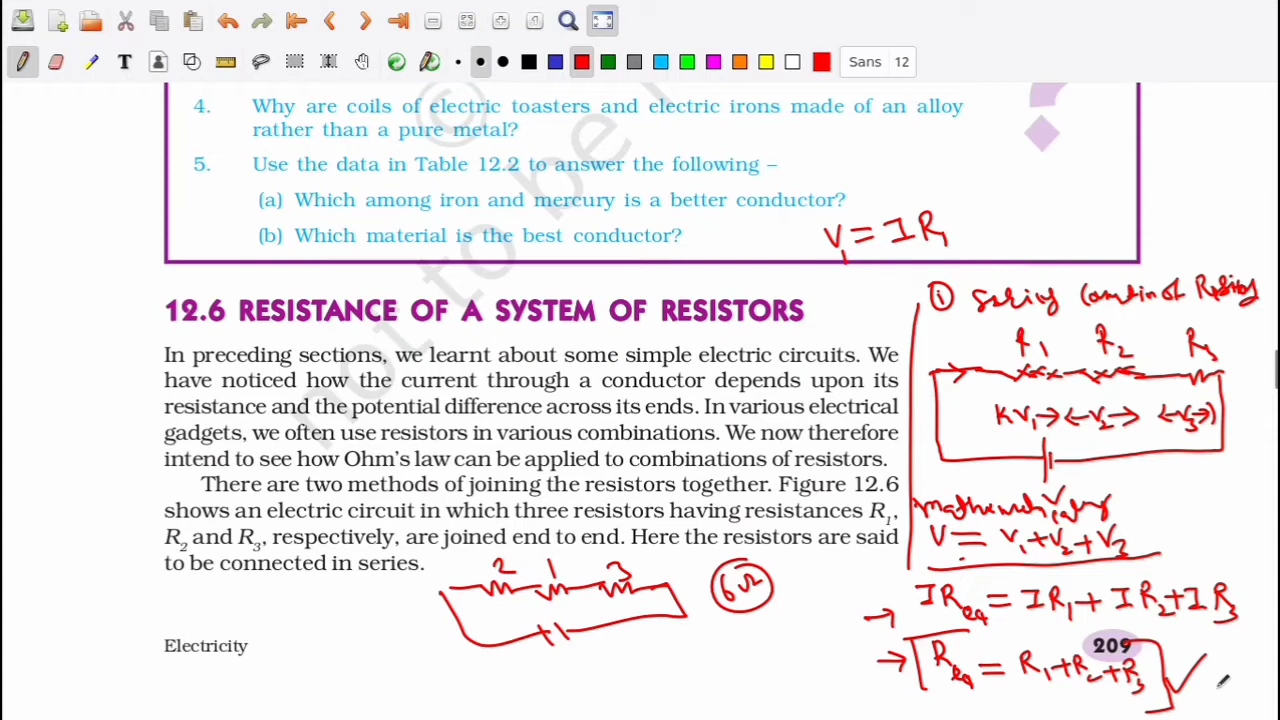 Sans 12
4. Why are coils of electric toasters and electric irons made of an alloy
rather than a pure metal?
5. Use the data in Table 12.2 to answer the following –
(a) Which among iron and mercury is a better conductor?
(b) Which material is the best conductor?
V₁ = IR₁
12.6 RESISTANCE OF A SYSTEM OF RESISTORS
In preceding sections, we learnt about some simple electric circuits. We
have noticed how the current through a conductor depends upon its
resistance and the potential difference across its ends. In various electrical
gadgets, we often use resistors in various combinations. We now therefore
intend to see how Ohm's law can be applied to combinations of resistors.
There are two methods of joining the resistors together. Figure 12.6
shows an electric circuit in which three resistors having resistances R₁,
R₂ and R₃, respectively, are joined end to end. Here the resistors are said
to be connected in series.
2 1 3
6Ω
Electricity
① Series
R₁ R₂ R₃
V₁ V₂ V₃
V
V = V₁+V₂+V₃
IReq = IR₁ + IR₂+IR₃
209
Req = R₁+R₂+R₃
© not to be